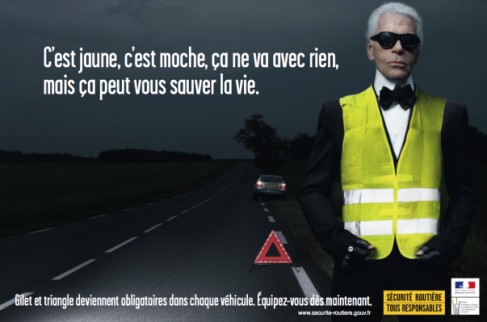 C'est jaune, c'est moche, ça ne va avec rien,
mais ça peut vous sauver la vie.
Gilet et triangle deviennent obligatoires dans chaque véhicule. Équipez-vous dès maintenant.
www.securite-routiere.gouv.fr
SÉCURITÉ ROUTIÈRE
TOUS RESPONSABLES